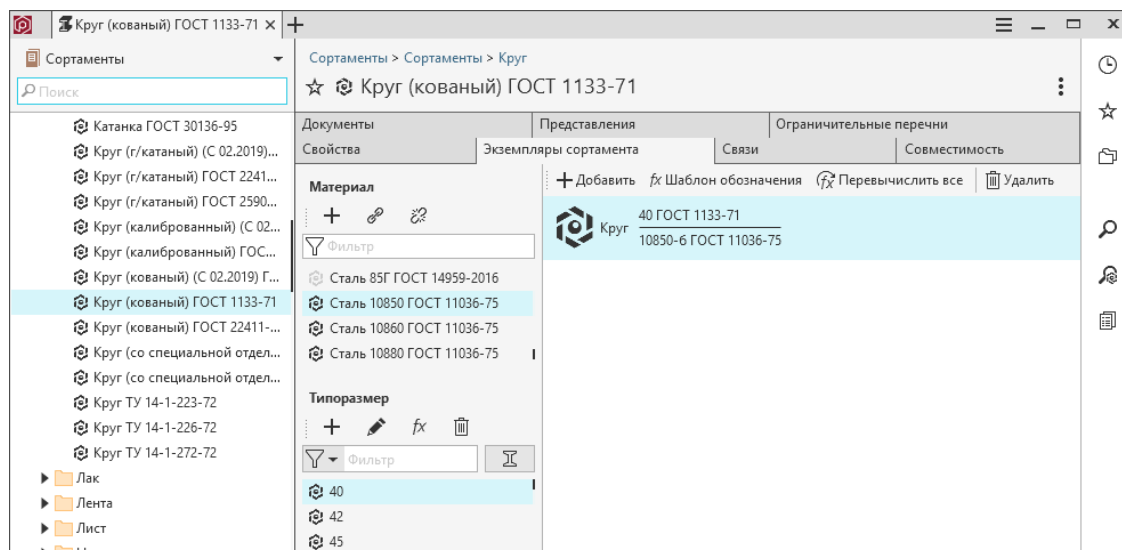 Круг (кованый) ГОСТ 1133-71
Сортаменты
Поиск
Катанка ГОСТ 30136-95
Круг (г/катаный) (С 02.2019)...
Круг (г/катаный) ГОСТ 2241...
Круг (г/катаный) ГОСТ 2590...
Круг (калиброванный) (С 02...
Круг (калиброванный) ГОС...
Круг (кованый) (С 02.2019) Г...
Круг (кованый) ГОСТ 1133-71
Круг (кованый) ГОСТ 22411-...
Круг (со специальной отдел...
Круг (со специальной отдел...
Круг ТУ 14-1-223-72
Круг ТУ 14-1-226-72
Круг ТУ 14-1-272-72
Лак
Лента
Лист
Сортаменты > Сортаменты > Круг
Круг (кованый) ГОСТ 1133-71
Документы Представления Ограничительные перечни
Свойства Экземпляры сортамента Связи Совместимость
Материал
Фильтр
Сталь 85Г ГОСТ 14959-2016
Сталь 10850 ГОСТ 11036-75
Сталь 10860 ГОСТ 11036-75
Сталь 10880 ГОСТ 11036-75
Типоразмер
fx
Фильтр
40
42
45
Добавить fx Шаблон обозначения fx Перевычислить все Удалить
40 ГОСТ 1133-71
Круг
10850-6 ГОСТ 11036-75